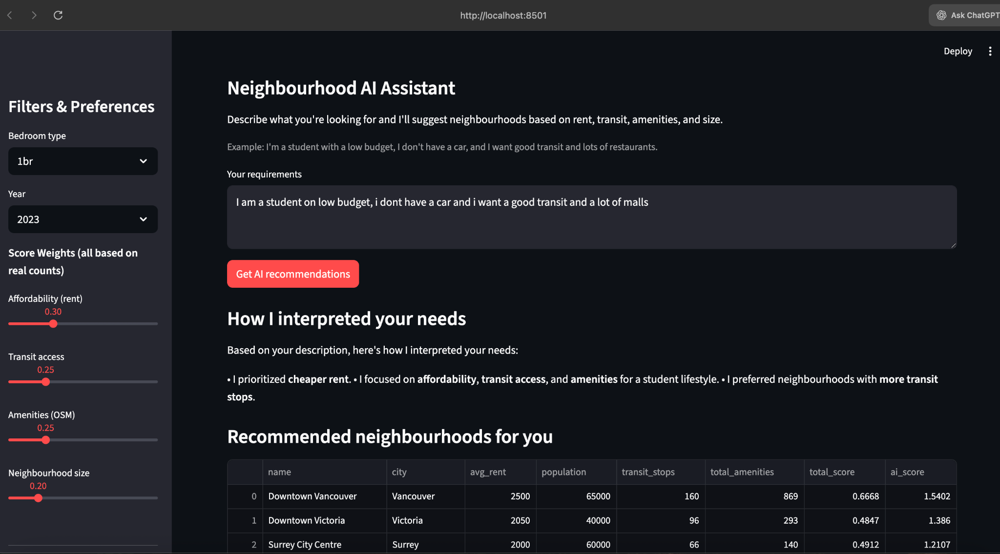 http://localhost:8501
Ask ChatGPT
Deploy
Filters & Preferences
Bedroom type
1br
Year
2023
Score Weights (all based on
real counts)
Affordability (rent)
0.30
Transit access
0.25
Amenities (OSM)
0.25
Neighbourhood size
0.20
Neighbourhood AI Assistant
Describe what you're looking for and I'll suggest neighbourhoods based on rent, transit, amenities, and size.
Example: I'm a student with a low budget, I don't have a car, and I want good transit and lots of restaurants.
Your requirements
I am a student on low budget, i dont have a car and i want a good transit and a lot of malls
Get AI recommendations
How I interpreted your needs
Based on your description, here's how I interpreted your needs:
• I prioritized cheaper rent. • I focused on affordability, transit access, and amenities for a student lifestyle. • I preferred neighbourhoods with more transit
stops.
Recommended neighbourhoods for you
name city avg_rent population transit_stops total_amenities total_score ai_score
0 Downtown Vancouver Vancouver 2500 65000 160 869 0.6668 1.5402
1 Downtown Victoria Victoria 2050 40000 96 293 0.4847 1.386
2 Surrey City Centre Surrey 2000 60000 66 140 0.4912 1.2107